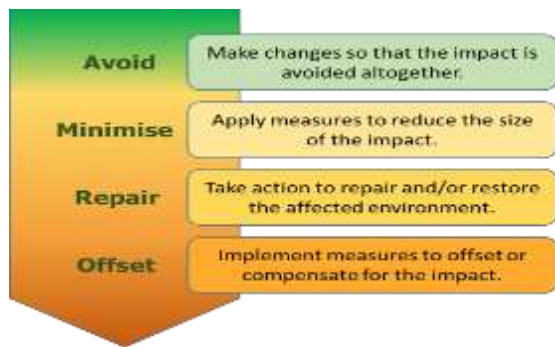 Avoid
Make changes so that the impact is
avoided altogether.
Minimise
Apply measures to reduce the size
of the impact.
Repair
Take action to repair and/or restore
the affected environment.
Offset
Implement measures to offset or
compensate for the impact.